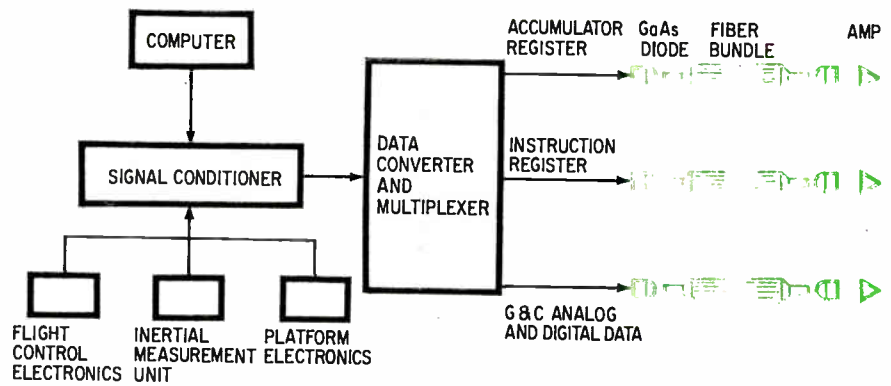 COMPUTER
SIGNAL CONDITIONER
FLIGHT
CONTROL
ELECTRONICS
INERTIAL
MEASUREMENT
UNIT
PLATFORM
ELECTRONICS
DATA
CONVERTER
AND
MULTIPLEXER
ACCUMULATOR
REGISTER
INSTRUCTION
REGISTER
G&C ANALOG
AND DIGITAL DATA
GaAs
DIODE
FIBER
BUNDLE
AMP